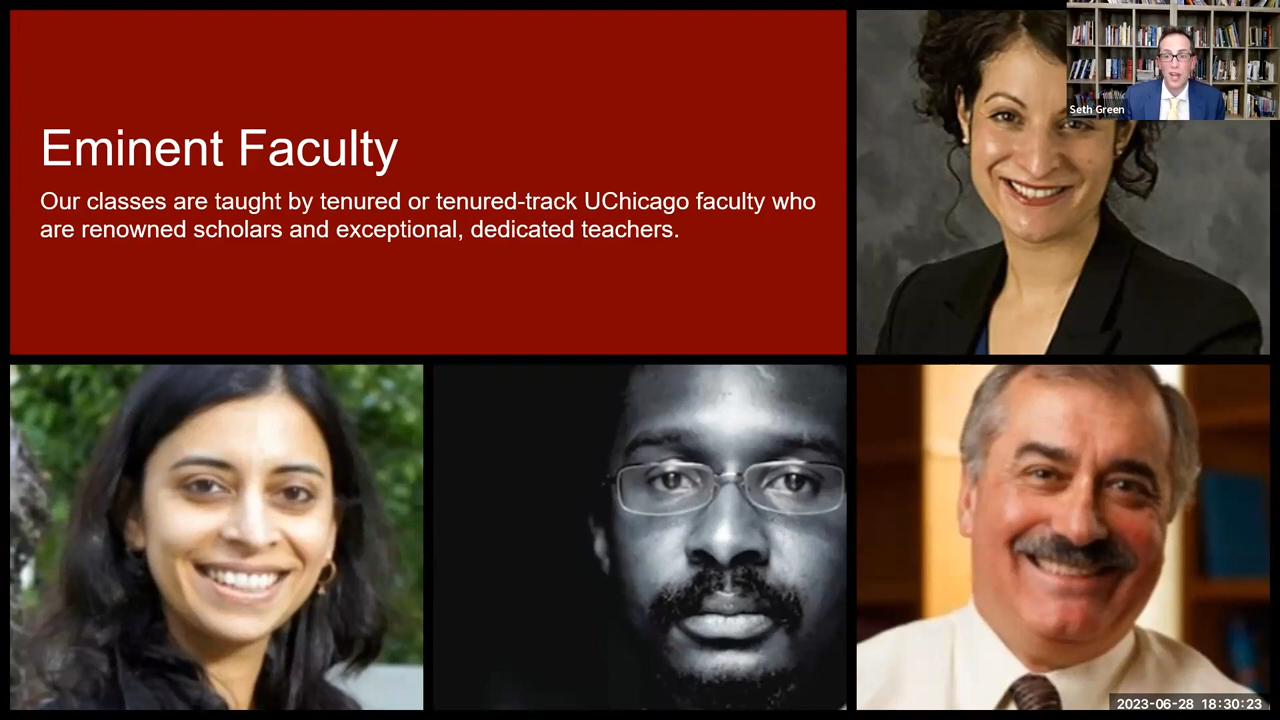 Eminent Faculty
Our classes are taught by tenured or tenured-track UChicago faculty who
are renowned scholars and exceptional, dedicated teachers.
Seth Green
2023-06-28 18:30:23